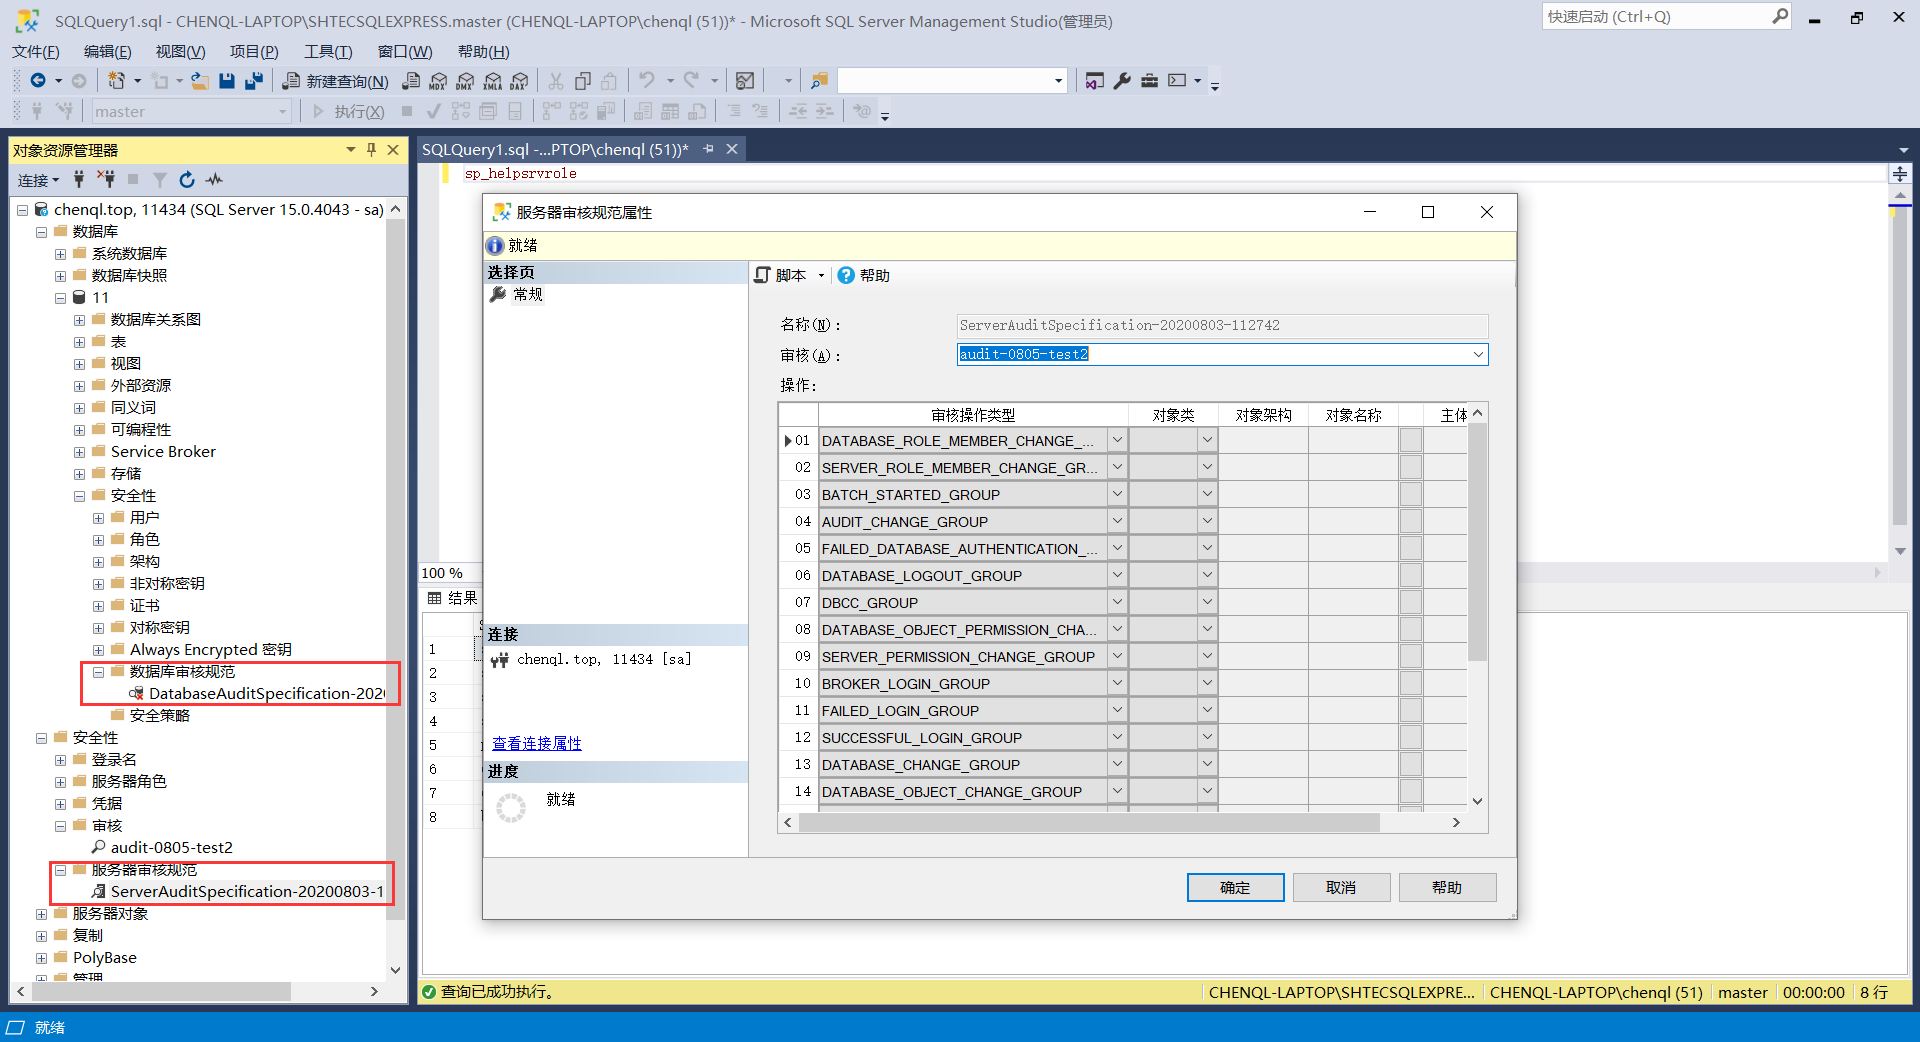 SQLQuery1.sql - CHENQL-LAPTOP\SHTECSQLEXPRESS.master (CHENQL-LAPTOP\chenql (51))* - Microsoft SQL Server Management Studio(管理员)
快速启动 (Ctrl+Q)
文件(F) 编辑(E) 视图(V) 项目(P) 工具(T) 窗口(W) 帮助(H)
新建查询(N) MDX DMX XMLA DAX
master 执行(X)
对象资源管理器
连接
chenql.top, 11434 (SQL Server 15.0.4043 - sa)
数据库
系统数据库
数据库快照
11
数据库关系图
表
视图
外部资源
同义词
可编程性
Service Broker
存储
安全性
用户
角色
架构
非对称密钥
证书
对称密钥
Always Encrypted 密钥
数据库审核规范
DatabaseAuditSpecification-202
安全策略
安全性
登录名
服务器角色
凭据
审核
audit-0805-test2
服务器审核规范
ServerAuditSpecification-20200803-1
服务器对象
复制
PolyBase
管理
SQLQuery1.sql -...PTOP\chenql (51))*
sp_helpsrvrole
100 %
结果
1
2
3
4
5
6
7
8
服务器审核规范属性
就绪
选择页
常规
连接
chenql.top, 11434 [sa]
查看连接属性
进度
就绪
脚本 帮助
名称(N): ServerAuditSpecification-20200803-112742
审核(A): audit-0805-test2
操作:
审核操作类型 对象类 对象架构 对象名称 主体
01 DATABASE_ROLE_MEMBER_CHANGE_...
02 SERVER_ROLE_MEMBER_CHANGE_GR...
03 BATCH_STARTED_GROUP
04 AUDIT_CHANGE_GROUP
05 FAILED_DATABASE_AUTHENTICATION_...
06 DATABASE_LOGOUT_GROUP
07 DBCC_GROUP
08 DATABASE_OBJECT_PERMISSION_CHA...
09 SERVER_PERMISSION_CHANGE_GROUP
10 BROKER_LOGIN_GROUP
11 FAILED_LOGIN_GROUP
12 SUCCESSFUL_LOGIN_GROUP
13 DATABASE_CHANGE_GROUP
14 DATABASE_OBJECT_CHANGE_GROUP
确定 取消 帮助
查询已成功执行。 CHENQL-LAPTOP\SHTECSQLEXPRE... CHENQL-LAPTOP\chenql (51) master 00:00:00 8 行
就绪